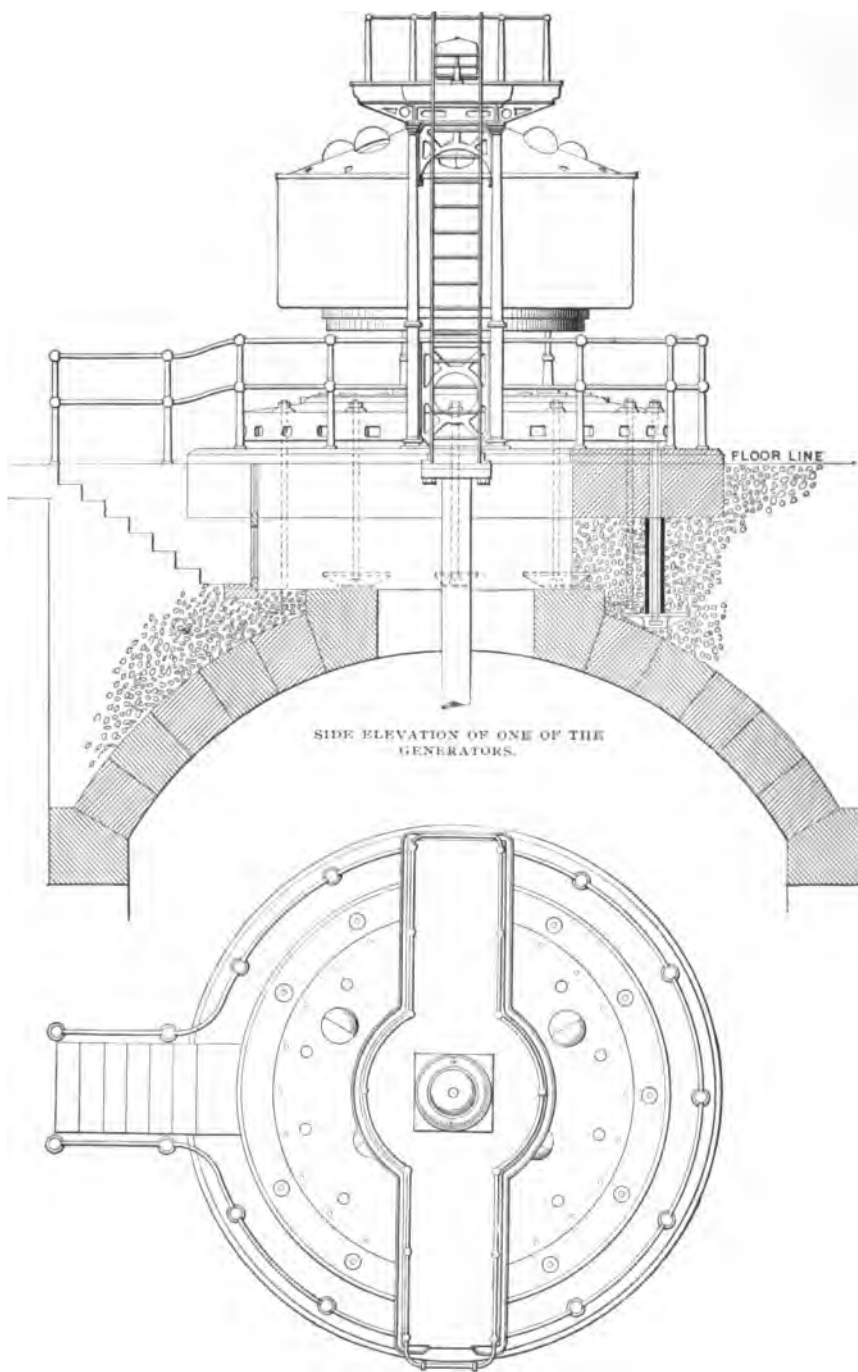 FLOOR LINE
SIDE ELEVATION OF ONE OF THE
GENERATORS.